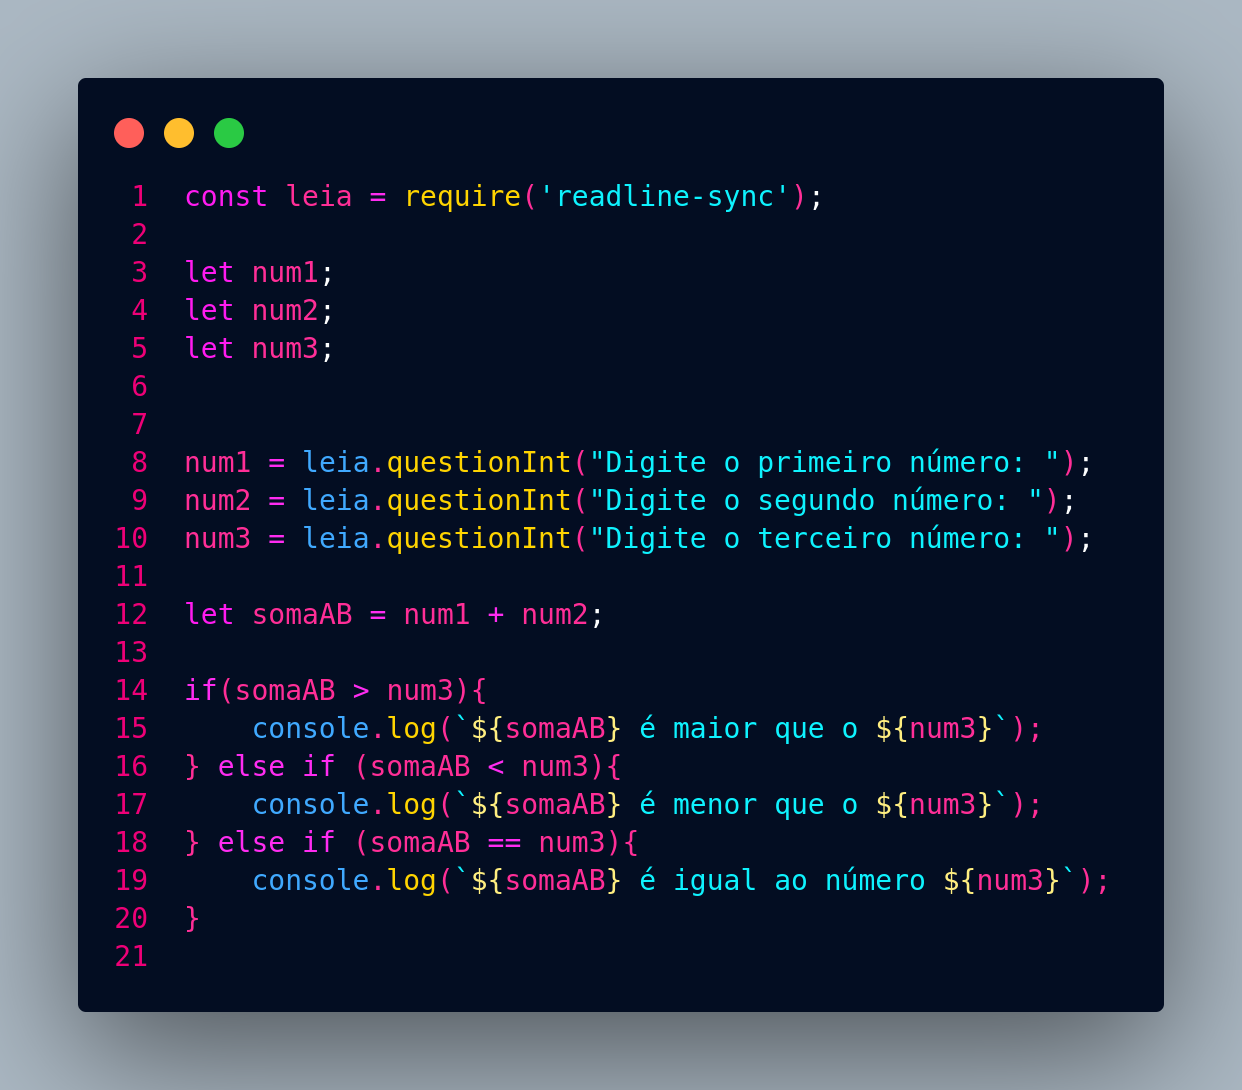 1 const leia = require('readline-sync');
2
3 let num1;
4 let num2;
5 let num3;
6
7
8 num1 = leia.questionInt("Digite o primeiro número: ");
9 num2 = leia.questionInt("Digite o segundo número: ");
10 num3 = leia.questionInt("Digite o terceiro número: ");
11
12 let somaAB = num1 + num2;
13
14 if(somaAB > num3){
15     console.log(`${somaAB} é maior que o ${num3}`);
16 } else if (somaAB < num3){
17     console.log(`${somaAB} é menor que o ${num3}`);
18 } else if (somaAB == num3){
19     console.log(`${somaAB} é igual ao número ${num3}`);
20 }
21